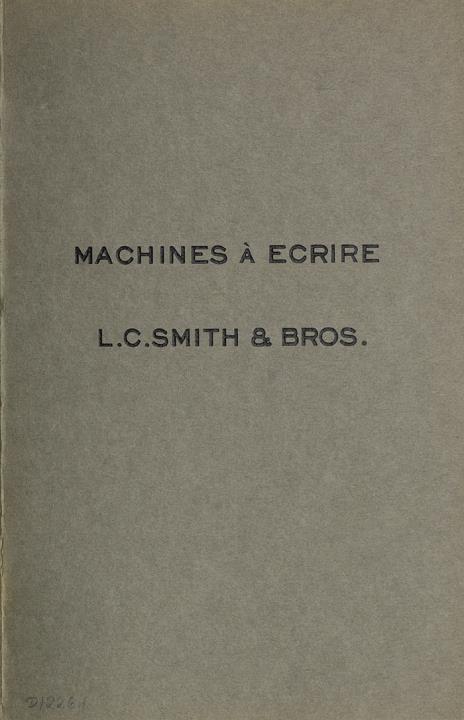 MACHINES À ECRIRE
L.C.SMITH & BROS.